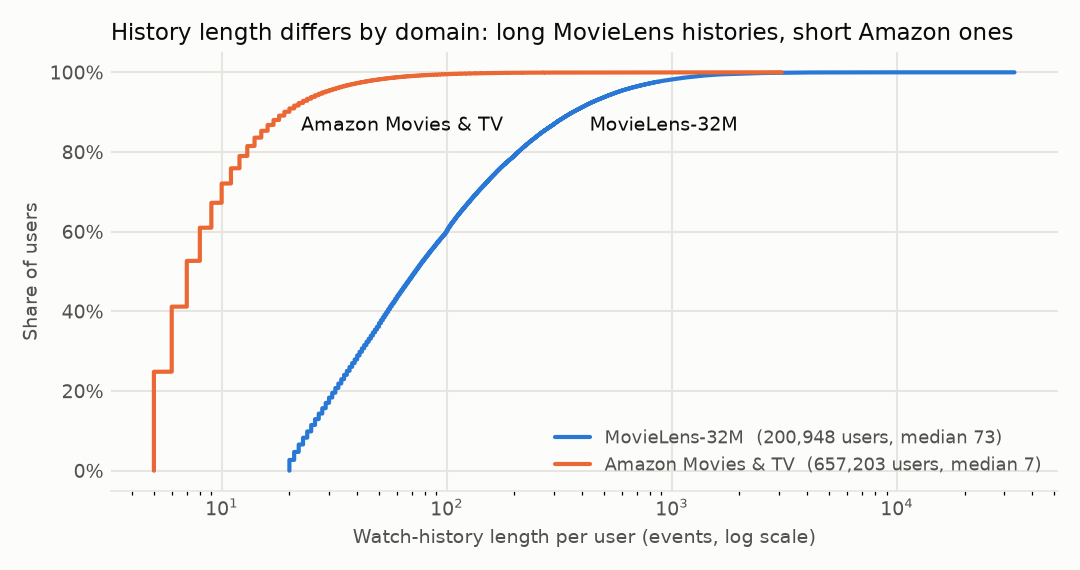 History length differs by domain: long MovieLens histories, short Amazon ones
100%
80%
60%
40%
20%
0%
Share of users
Amazon Movies & TV
MovieLens-32M
MovieLens-32M (200,948 users, median 73)
Amazon Movies & TV (657,203 users, median 7)
10¹ 10² 10³ 10⁴
Watch-history length per user (events, log scale)